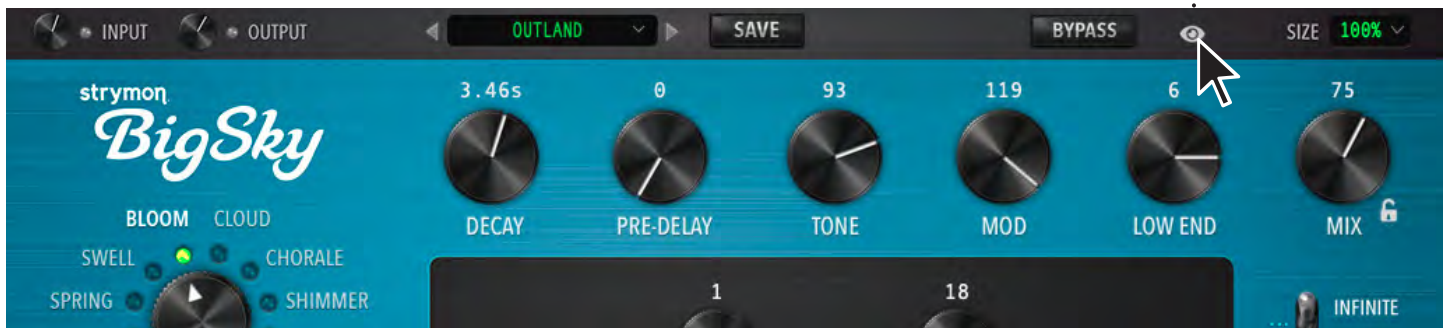 INPUT OUTPUT OUTLAND SAVE BYPASS SIZE 100%
strymon
BigSky
3.46s 0 93 119 6 75
DECAY PRE-DELAY TONE MOD LOW END MIX
BLOOM CLOUD
SWELL CHORALE
SPRING SHIMMER
1 18
INFINITE